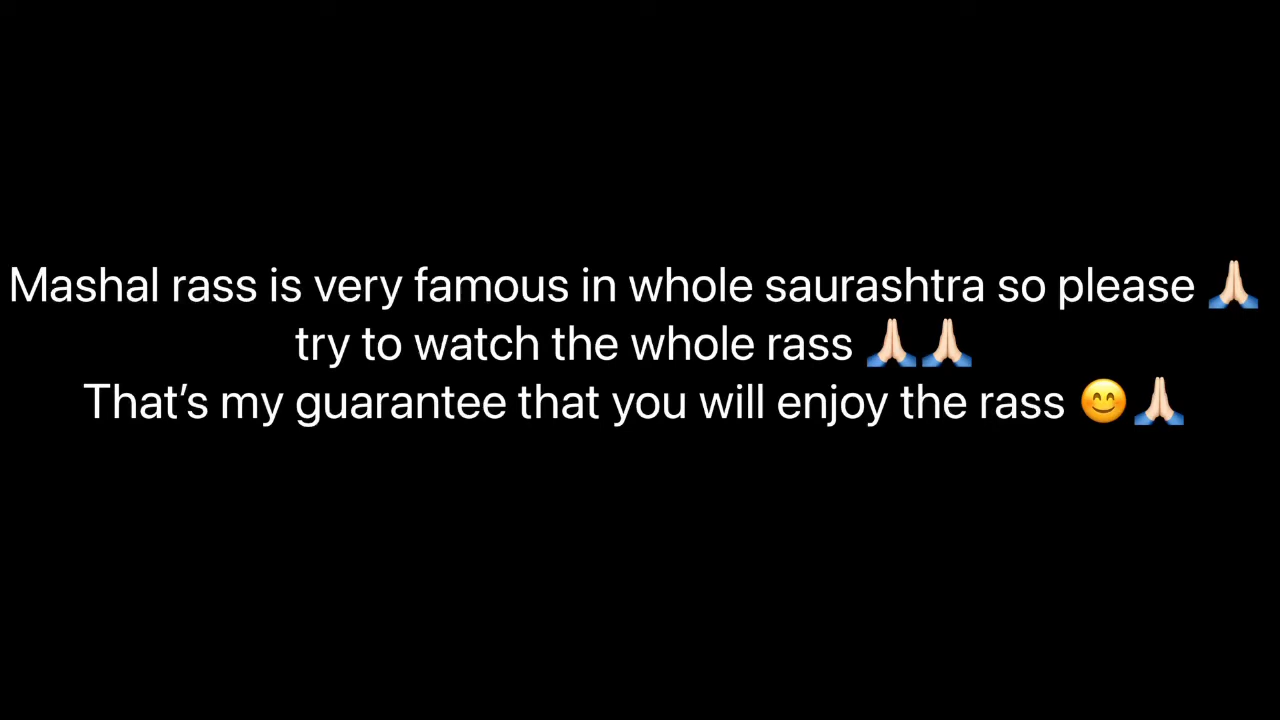 Mashal rass is very famous in whole saurashtra so please 🙏🏻
try to watch the whole rass 🙏🏻🙏🏻
That’s my guarantee that you will enjoy the rass 😊🙏🏻